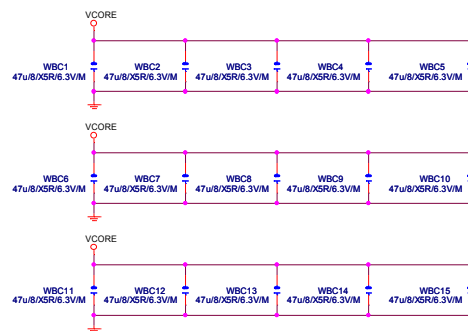 VCORE
WBC1 WBC2 WBC3 WBC4 WBC5
47u/8/X5R/6.3V/M 47u/8/X5R/6.3V/M 47u/8/X5R/6.3V/M 47u/8/X5R/6.3V/M 47u/8/X5R/6.3V/M
VCORE
WBC6 WBC7 WBC8 WBC9 WBC10
47u/8/X5R/6.3V/M 47u/8/X5R/6.3V/M 47u/8/X5R/6.3V/M 47u/8/X5R/6.3V/M 47u/8/X5R/6.3V/M
VCORE
WBC11 WBC12 WBC13 WBC14 WBC15
47u/8/X5R/6.3V/M 47u/8/X5R/6.3V/M 47u/8/X5R/6.3V/M 47u/8/X5R/6.3V/M 47u/8/X5R/6.3V/M